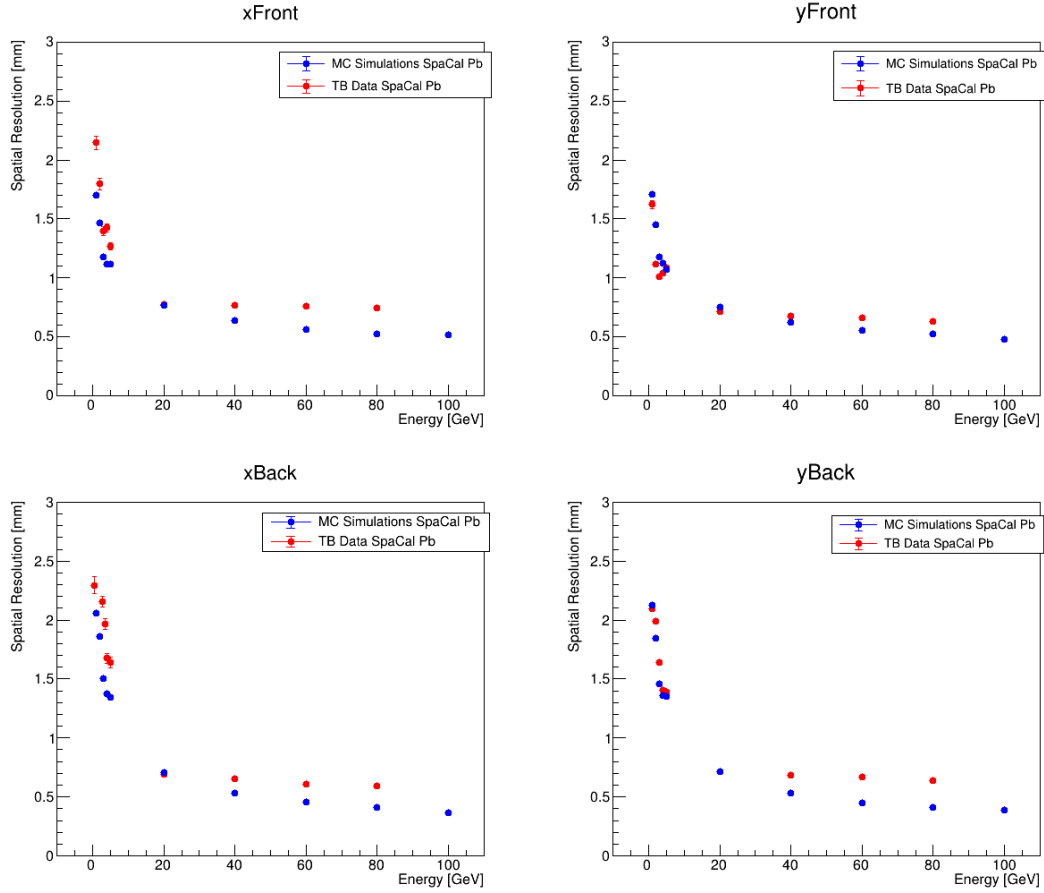 xFront
Spatial Resolution [mm]
3
2.5
2
1.5
1
0.5
0
MC Simulations SpaCal Pb
TB Data SpaCal Pb
0 20 40 60 80 100
Energy [GeV]
yFront
Spatial Resolution [mm]
3
2.5
2
1.5
1
0.5
0
MC Simulations SpaCal Pb
TB Data SpaCal Pb
0 20 40 60 80 100
Energy [GeV]
xBack
Spatial Resolution [mm]
3
2.5
2
1.5
1
0.5
0
MC Simulations SpaCal Pb
TB Data SpaCal Pb
0 20 40 60 80 100
Energy [GeV]
yBack
Spatial Resolution [mm]
3
2.5
2
1.5
1
0.5
0
MC Simulations SpaCal Pb
TB Data SpaCal Pb
0 20 40 60 80 100
Energy [GeV]